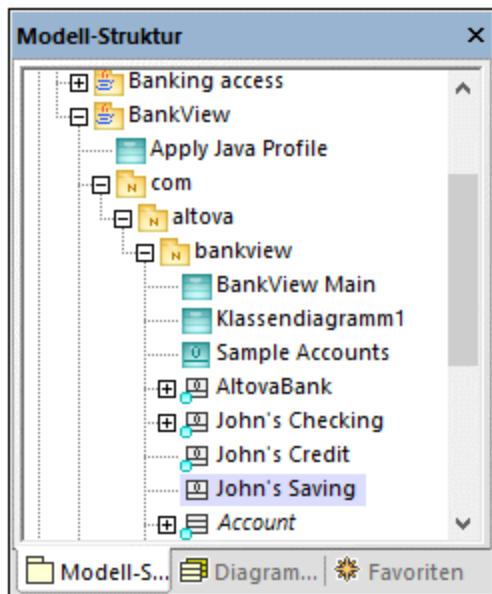 Modell-Struktur
Banking access
BankView
Apply Java Profile
com
altova
bankview
BankView Main
Klassendiagramm1
Sample Accounts
AltovaBank
John's Checking
John's Credit
John's Saving
Account
Modell-S... Diagram... Favoriten